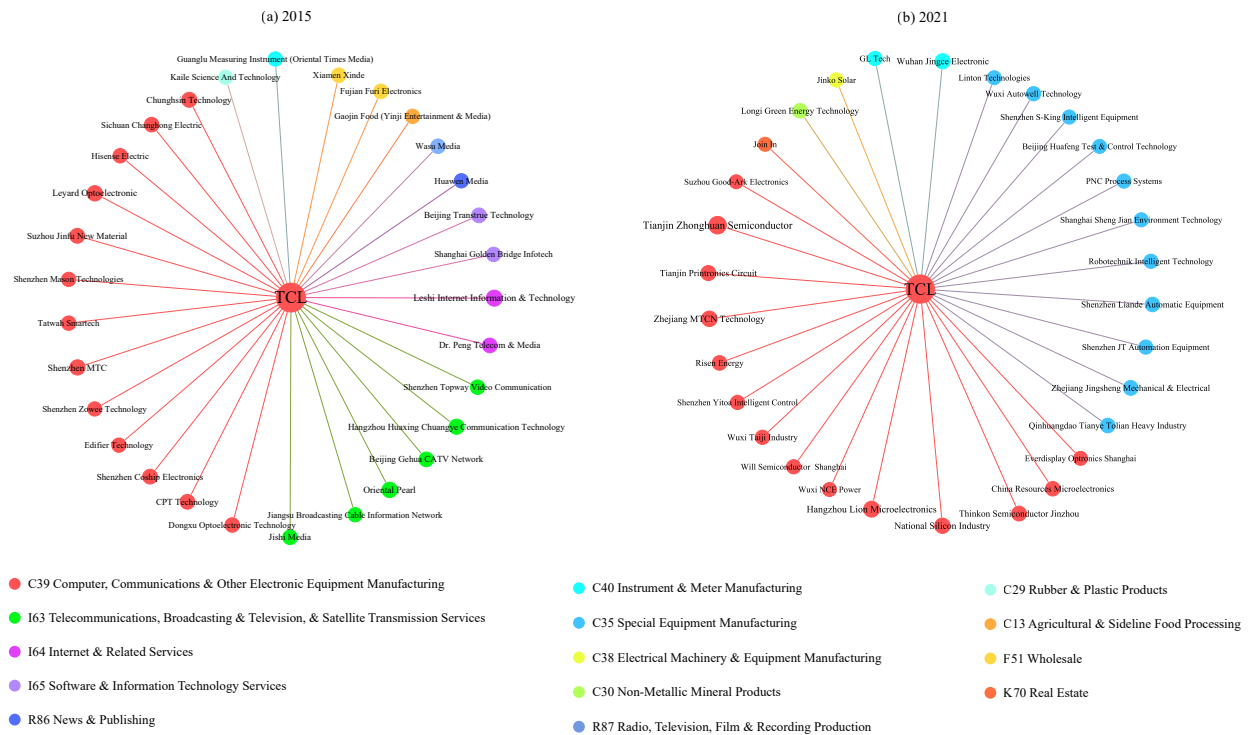 (a) 2015
Guanglu Measuring Instrument (Oriental Times Media)
Kaile Science And Technology
Xiamen Xinde
Fujian Furi Electronics
Chunghsin Technology
Gaojin Food (Yinji Entertainment & Media)
Sichuan Changhong Electric
Wasu Media
Hisense Electric
Huawen Media
Leyard Optoelectronic
Beijing Transtrue Technology
Suzhou Jinfu New Material
Shanghai Golden Bridge Infotech
Shenzhen Mason Technologies
TCL
Leshi Internet Information & Technology
Tatwah Smartech
Dr. Peng Telecom & Media
Shenzhen MTC
Shenzhen Topway Video Communication
Shenzhen Zowee Technology
Hangzhou Huaxing Chuangye Communication Technology
Edifier Technology
Beijing Gehua CATV Network
Shenzhen Coship Electronics
Oriental Pearl
CPT Technology
Jiangsu Broadcasting Cable Information Network
Dongxu Optoelectronic Technology
Jishi Media
(b) 2021
GL Tech
Wuhan Jingce Electronic
Jinko Solar
Linton Technologies
Wuxi Autowell Technology
Longi Green Energy Technology
Shenzhen S-King Intelligent Equipment
Join In
Beijing Huafeng Test & Control Technology
Suzhou Good-Ark Electronics
PNC Process Systems
Tianjin Zhonghuan Semiconductor
Shanghai Sheng Jian Environment Technology
Tianjin Printronics Circuit
Robotechnik Intelligent Technology
TCL
Zhejiang MTCN Technology
Shenzhen Liande Automatic Equipment
Risen Energy
Shenzhen JT Automation Equipment
Shenzhen Yitoa Intelligent Control
Zhejiang Jingsheng Mechanical & Electrical
Wuxi Taiji Industry
Qinhuangdao Tianye Tolian Heavy Industry
Will Semiconductor Shanghai
Everdisplay Optronics Shanghai
Wuxi NCE Power
China Resources Microelectronics
Hangzhou Lion Microelectronics
Thinkon Semiconductor Jinzhou
National Silicon Industry
C39 Computer, Communications & Other Electronic Equipment Manufacturing
I63 Telecommunications, Broadcasting & Television, & Satellite Transmission Services
I64 Internet & Related Services
I65 Software & Information Technology Services
R86 News & Publishing
C40 Instrument & Meter Manufacturing
C35 Special Equipment Manufacturing
C38 Electrical Machinery & Equipment Manufacturing
C30 Non-Metallic Mineral Products
R87 Radio, Television, Film & Recording Production
C29 Rubber & Plastic Products
C13 Agricultural & Sideline Food Processing
F51 Wholesale
K70 Real Estate